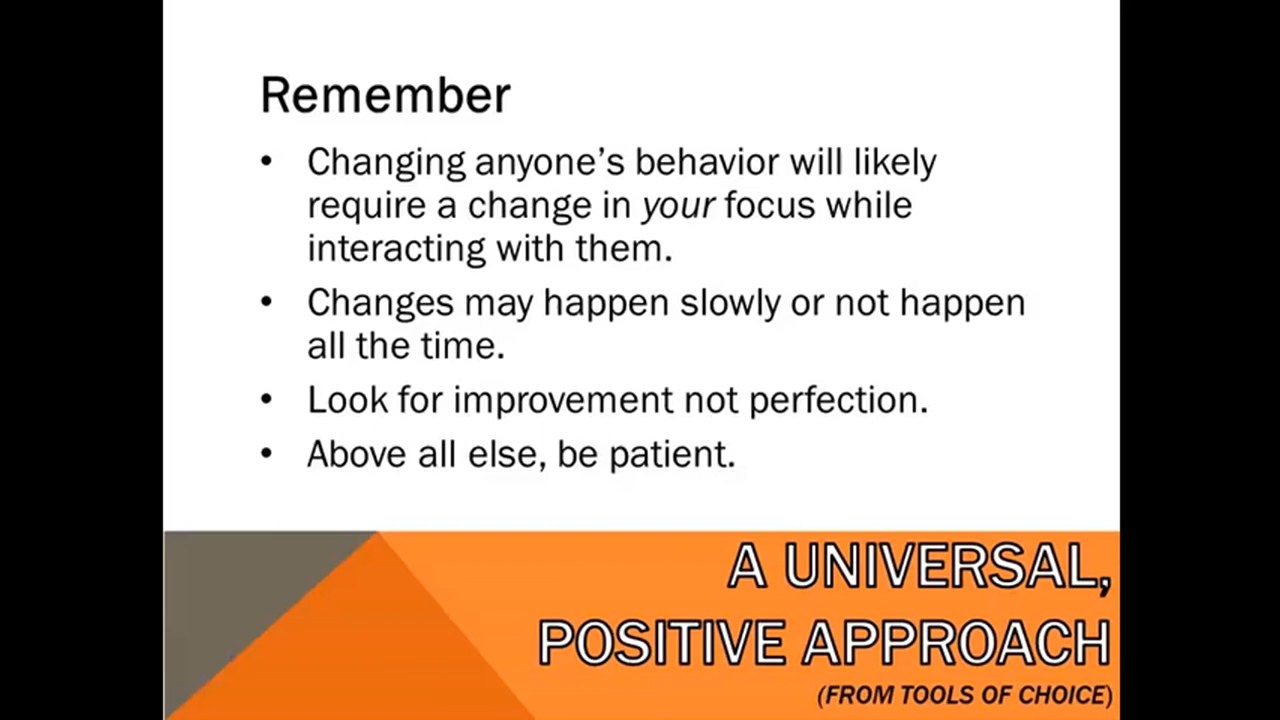 Remember
• Changing anyone’s behavior will likely
require a change in your focus while
interacting with them.
• Changes may happen slowly or not happen
all the time.
• Look for improvement not perfection.
• Above all else, be patient.
A UNIVERSAL,
POSITIVE APPROACH
(FROM TOOLS OF CHOICE)